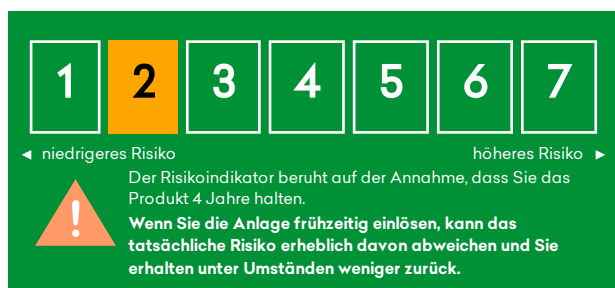 1 2 3 4 5 6 7
◄ niedrigeres Risiko höheres Risiko ►
Der Risikoindikator beruht auf der Annahme, dass Sie das
Produkt 4 Jahre halten.
!
Wenn Sie die Anlage frühzeitig einlösen, kann das
tatsächliche Risiko erheblich davon abweichen und Sie
erhalten unter Umständen weniger zurück.